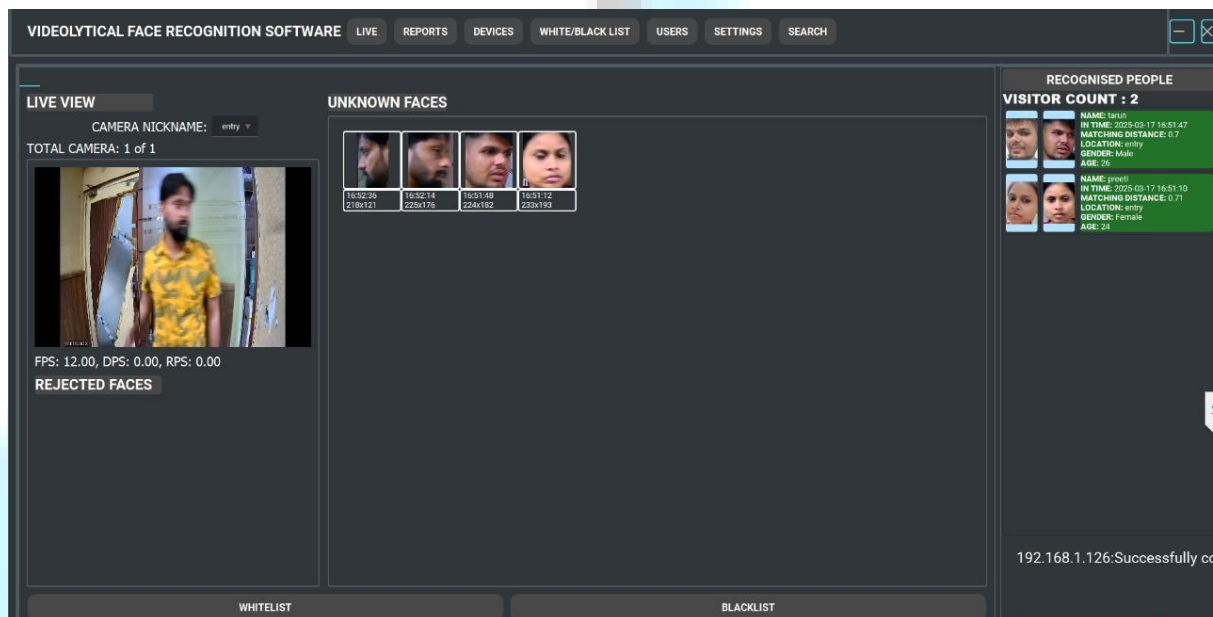 VIDEOLYTICAL FACE RECOGNITION SOFTWARE LIVE REPORTS DEVICES WHITE/BLACK LIST USERS SETTINGS SEARCH
LIVE VIEW
CAMERA NICKNAME: entry
TOTAL CAMERA: 1 of 1
FPS: 12.00, DPS: 0.00, RPS: 0.00
REJECTED FACES
UNKNOWN FACES
16:52:36 16:52:14 16:51:48 16:51:12
218x121 225x176 224x182 233x193
RECOGNISED PEOPLE
VISITOR COUNT : 2
NAME: tarun
IN TIME: 2025-03-17 16:51:47
MATCHING DISTANCE: 0.7
LOCATION: entry
GENDER: Male
AGE: 26
NAME: preeti
IN TIME: 2025-03-17 16:51:10
MATCHING DISTANCE: 0.71
LOCATION: entry
GENDER: Female
AGE: 24
192.168.1.126:Successfully co
WHITELIST BLACKLIST